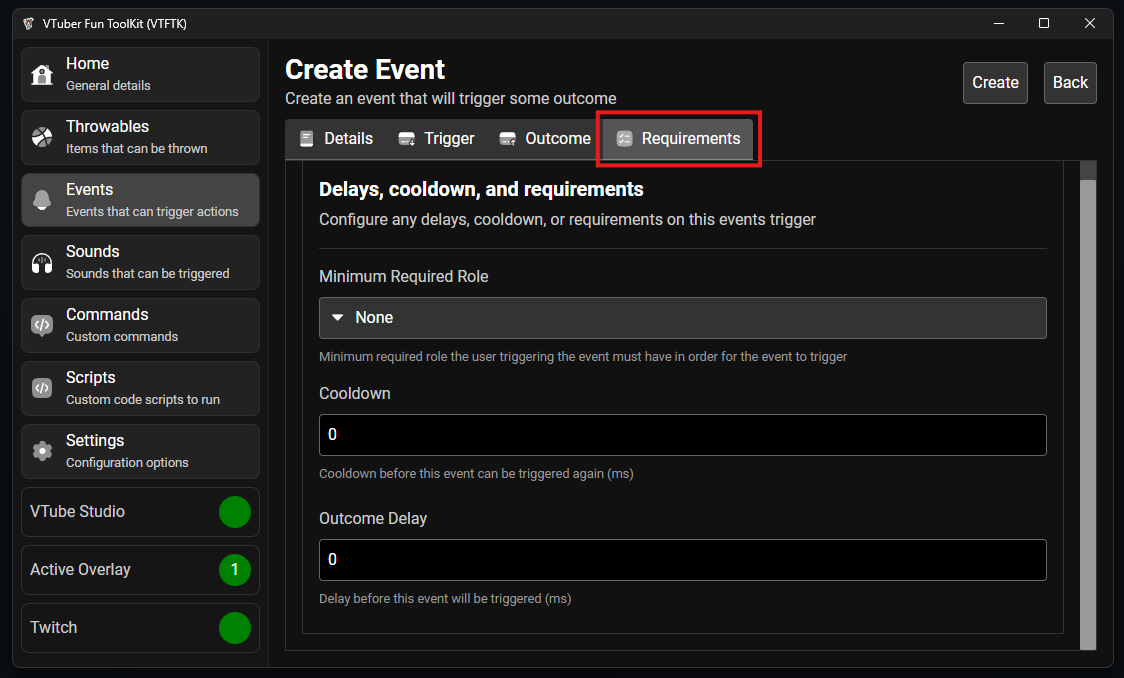 VTuber Fun ToolKit (VTFTK)
Home
General details
Throwables
Items that can be thrown
Events
Events that can trigger actions
Sounds
Sounds that can be triggered
Commands
Custom commands
Scripts
Custom code scripts to run
Settings
Configuration options
VTube Studio
Active Overlay 1
Twitch
Create Event
Create an event that will trigger some outcome
Create Back
Details Trigger Outcome Requirements
Delays, cooldown, and requirements
Configure any delays, cooldown, or requirements on this events trigger
Minimum Required Role
None
Minimum required role the user triggering the event must have in order for the event to trigger
Cooldown
0
Cooldown before this event can be triggered again (ms)
Outcome Delay
0
Delay before this event will be triggered (ms)